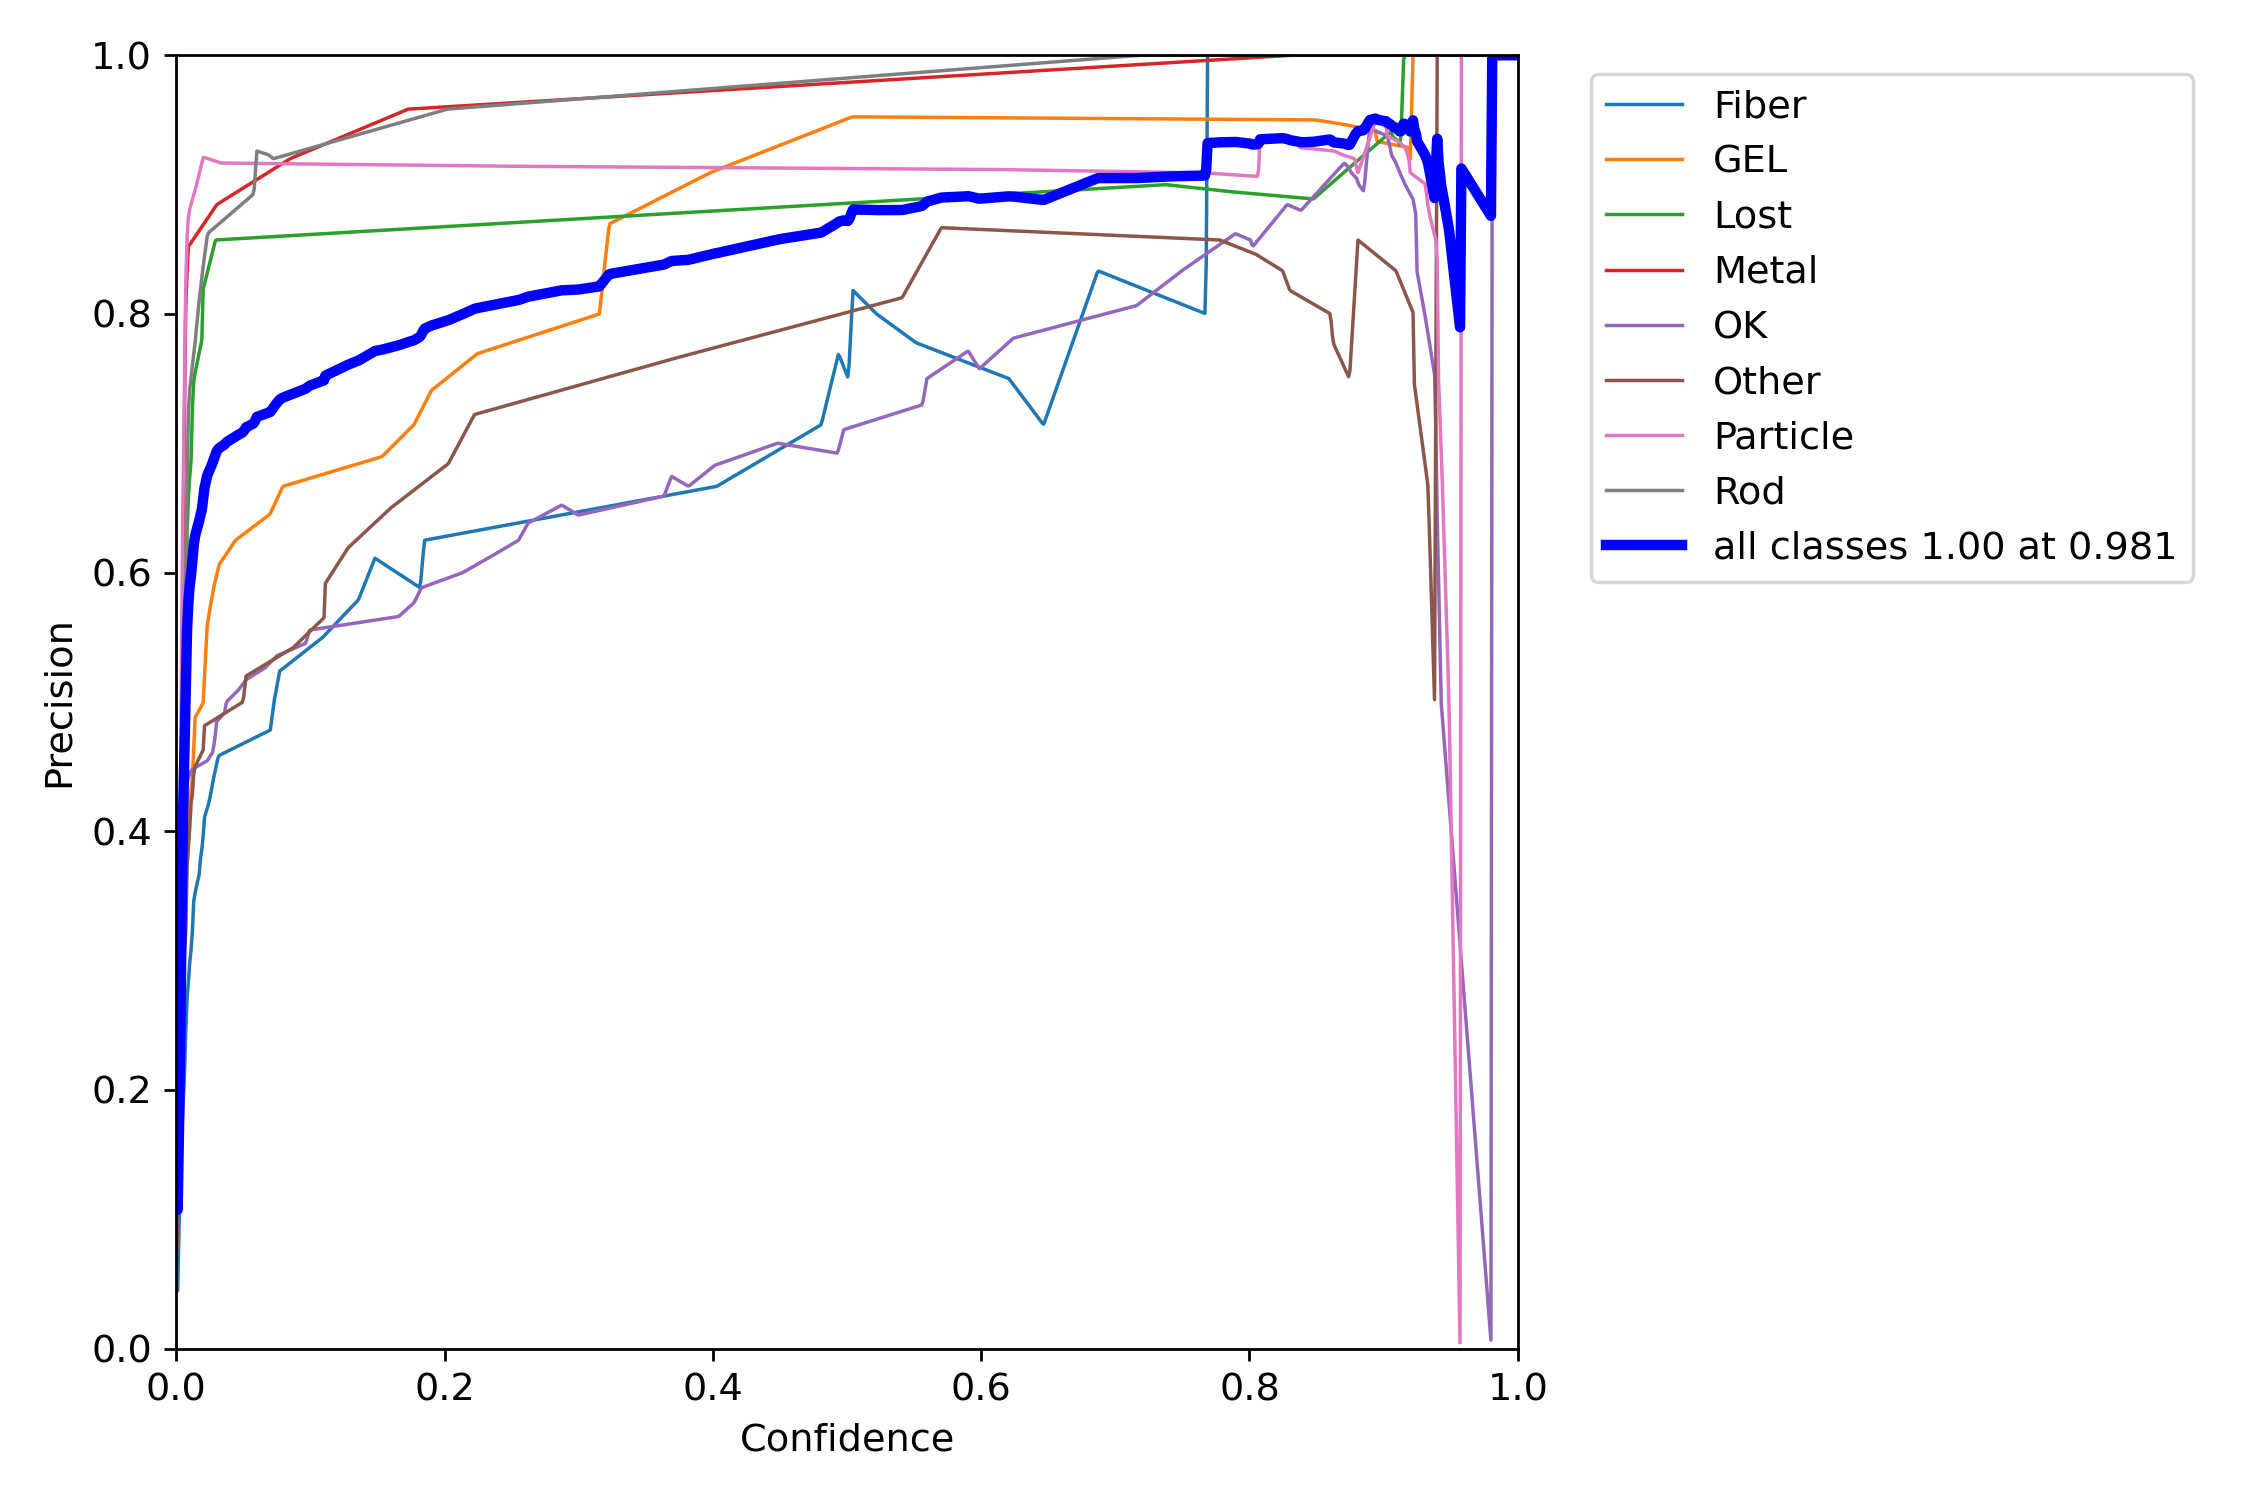 1.0
0.8
0.6
0.4
0.2
0.0
Precision
0.0 0.2 0.4 0.6 0.8 1.0
Confidence
Fiber
GEL
Lost
Metal
OK
Other
Particle
Rod
all classes 1.00 at 0.981